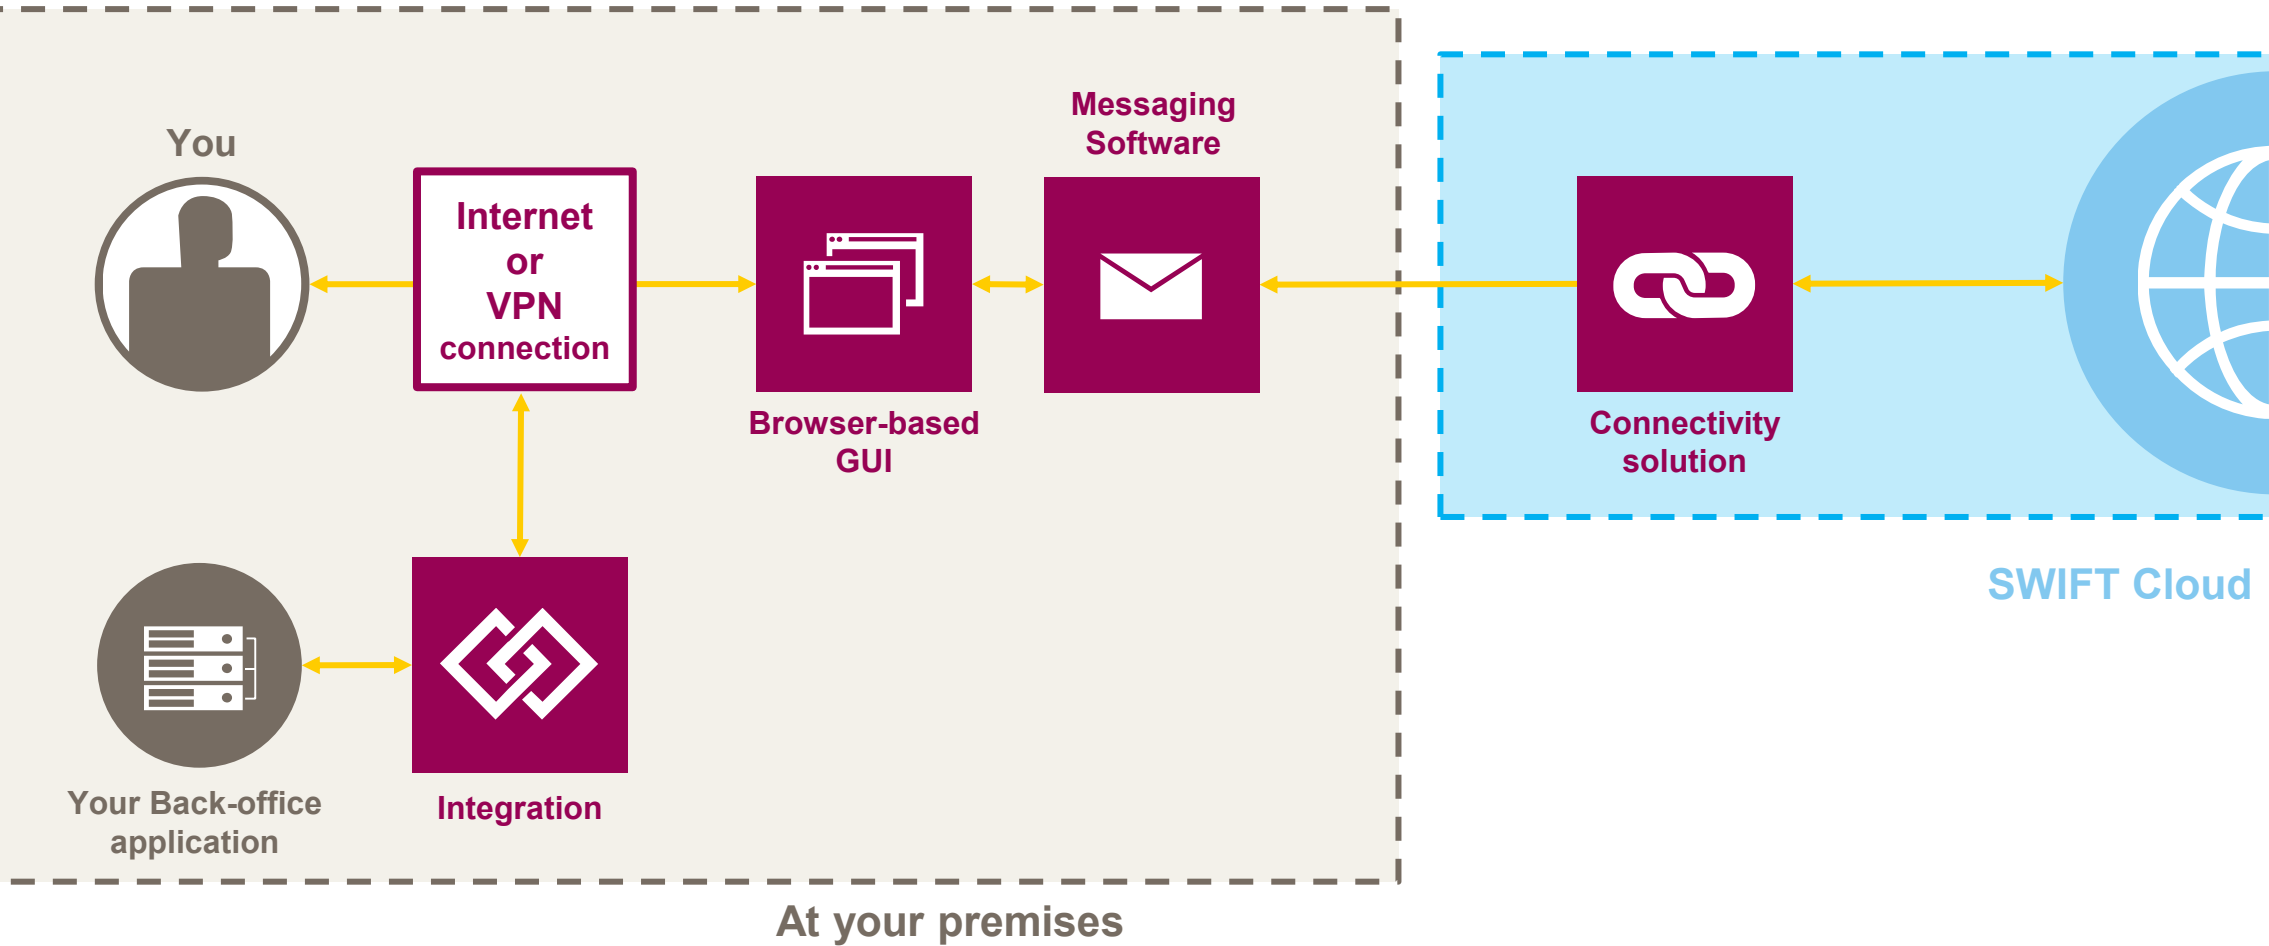 Messaging
Software
You
Internet
or
VPN
connection
Browser-based
GUI
Connectivity
solution
SWIFT Cloud
Your Back-office
application
Integration
At your premises